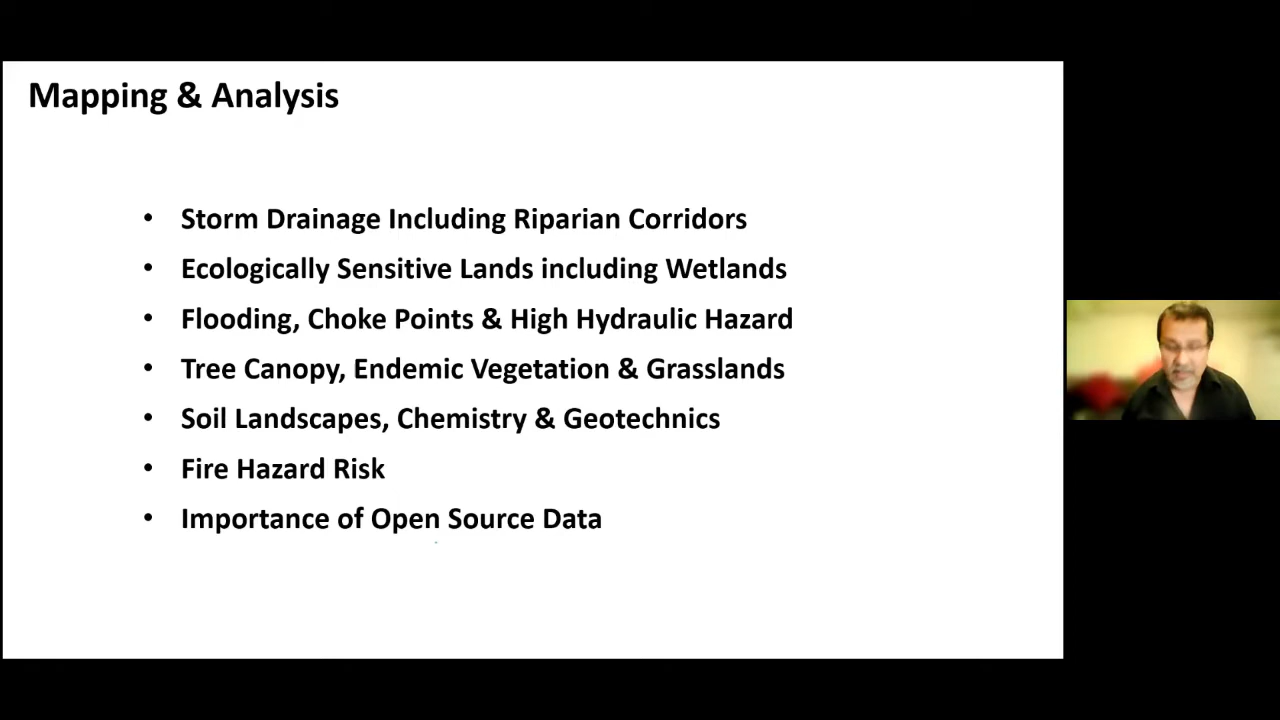 Mapping & Analysis
• Storm Drainage Including Riparian Corridors
• Ecologically Sensitive Lands including Wetlands
• Flooding, Choke Points & High Hydraulic Hazard
• Tree Canopy, Endemic Vegetation & Grasslands
• Soil Landscapes, Chemistry & Geotechnics
• Fire Hazard Risk
• Importance of Open Source Data